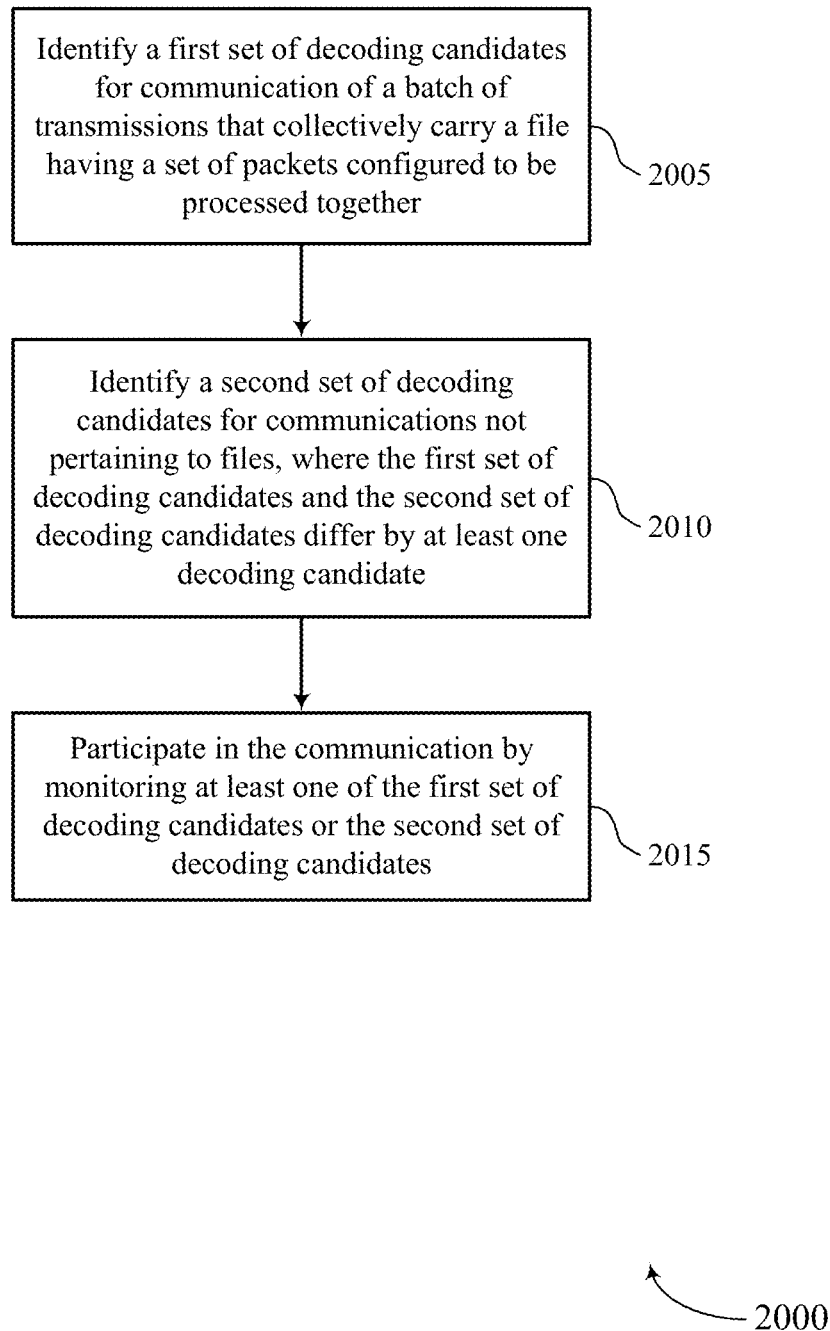 Identify a first set of decoding candidates
for communication of a batch of
transmissions that collectively carry a file
having a set of packets configured to be
processed together
2005
Identify a second set of decoding
candidates for communications not
pertaining to files, where the first set of
decoding candidates and the second set of
decoding candidates differ by at least one
decoding candidate
2010
Participate in the communication by
monitoring at least one of the first set of
decoding candidates or the second set of
decoding candidates
2015
2000